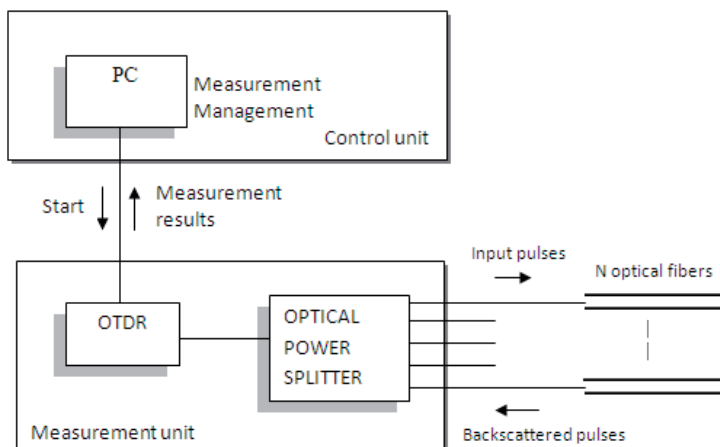 PC
Measurement
Management
Control unit
Start
Measurement
results
Input pulses
N optical fibers
OTDR
OPTICAL
POWER
SPLITTER
Measurement unit
Backscattered pulses